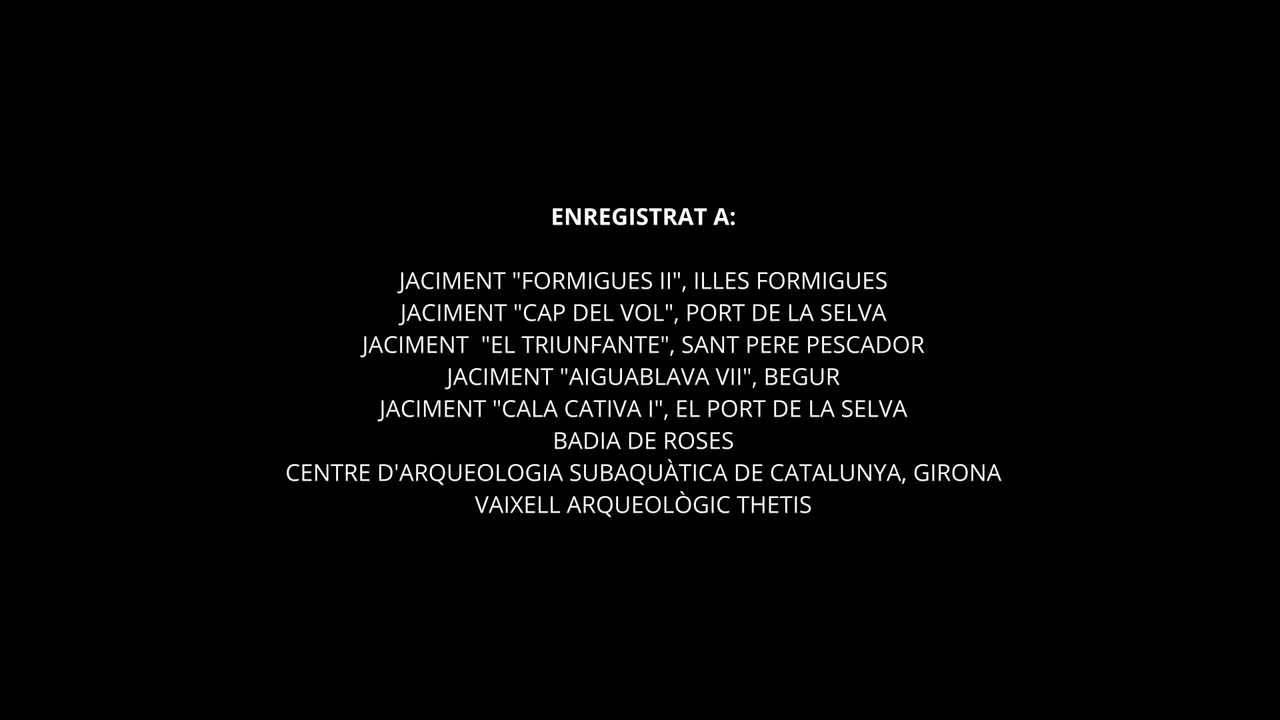 ENREGISTRAT A:
JACIMENT "FORMIGUES II", ILLES FORMIGUES
JACIMENT "CAP DEL VOL", PORT DE LA SELVA
JACIMENT  "EL TRIUNFANTE", SANT PERE PESCADOR
JACIMENT "AIGUABLAVA VII", BEGUR
JACIMENT "CALA CATIVA I", EL PORT DE LA SELVA
BADIA DE ROSES
CENTRE D'ARQUEOLOGIA SUBAQUÀTICA DE CATALUNYA, GIRONA
VAIXELL ARQUEOLÒGIC THETIS